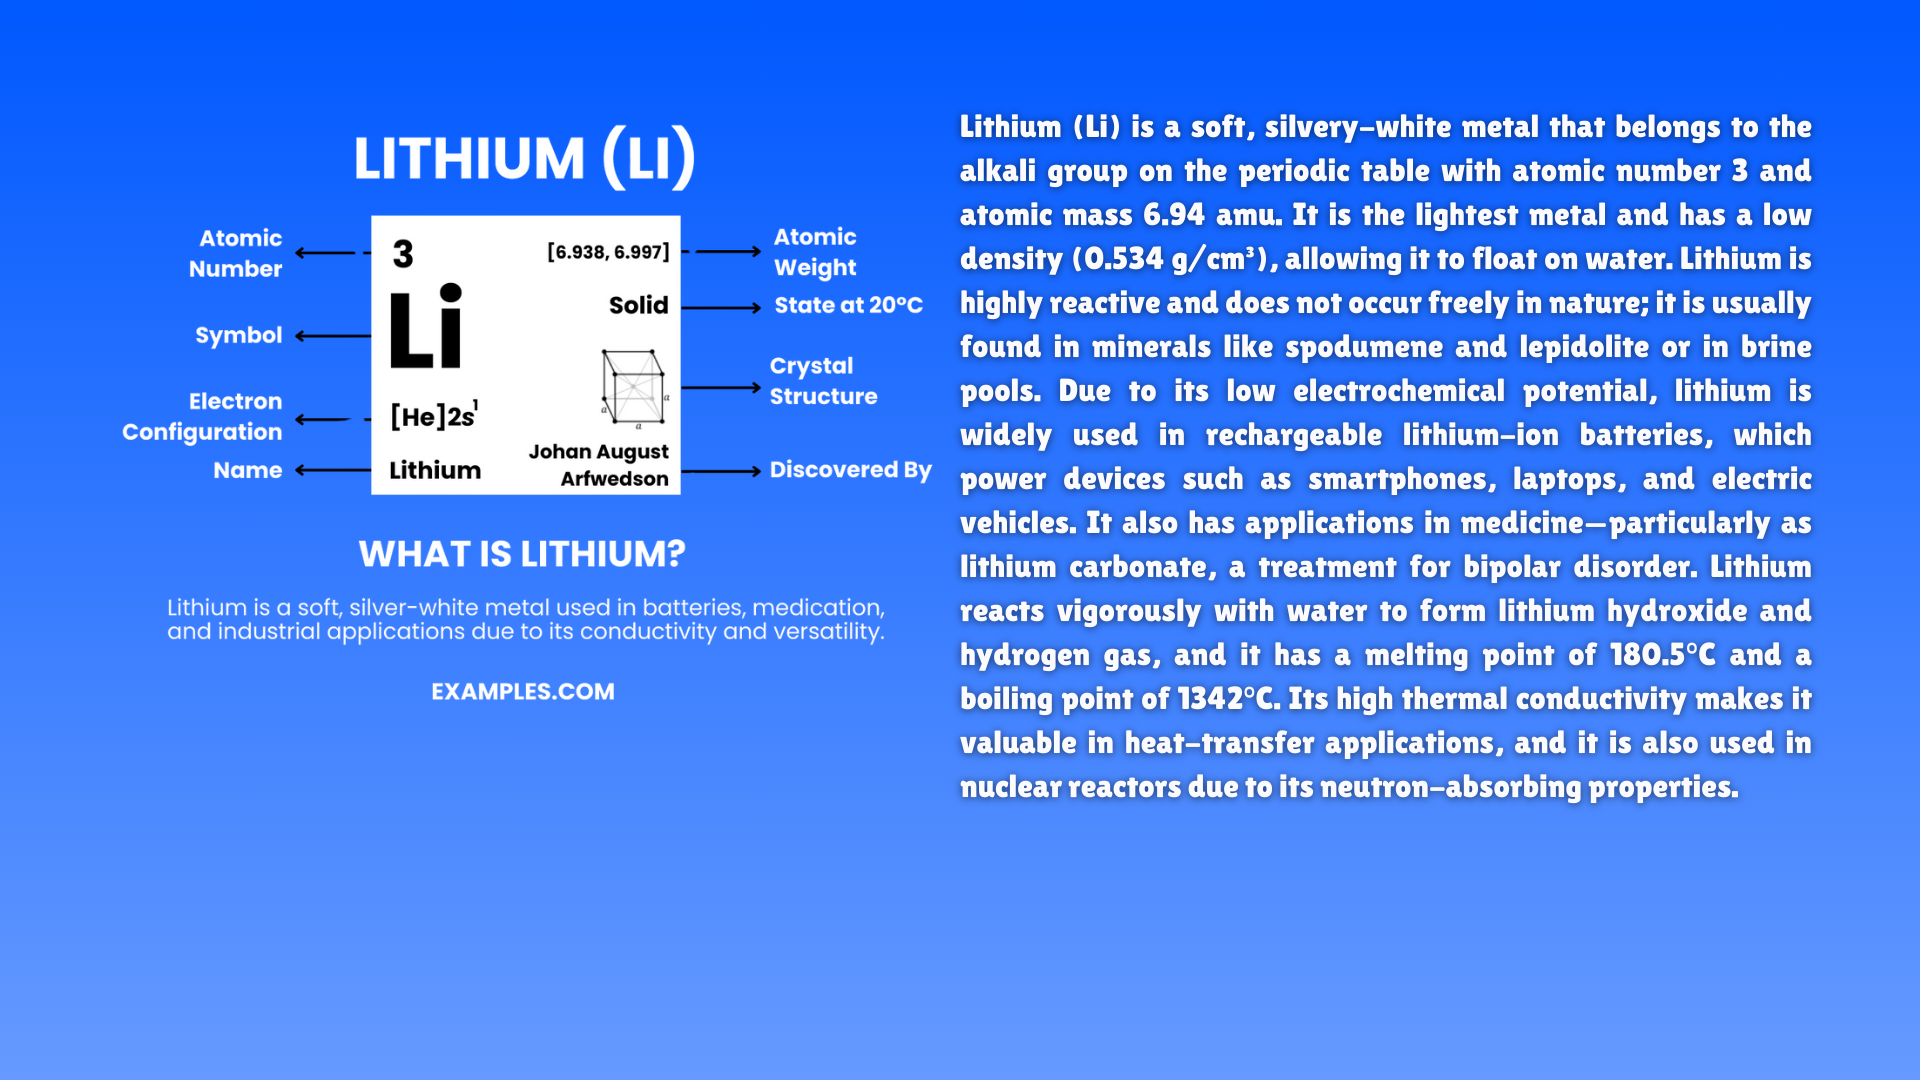 LITHIUM (LI)
Atomic
Number
Symbol
Electron
Configuration
Name
3
[6.938, 6.997]
Li
Solid
a
a
a
[He]2s¹
Johan August
Lithium
Arfwedson
Atomic
Weight
State at 20°C
Crystal
Structure
Discovered By
WHAT IS LITHIUM?
Lithium is a soft, silver-white metal used in batteries, medication,
and industrial applications due to its conductivity and versatility.
EXAMPLES.COM
Lithium (Li) is a soft, silvery-white metal that belongs to the
alkali group on the periodic table with atomic number 3 and
atomic mass 6.94 amu. It is the lightest metal and has a low
density (0.534 g/cm³), allowing it to float on water. Lithium is
highly reactive and does not occur freely in nature; it is usually
found in minerals like spodumene and lepidolite or in brine
pools. Due to its low electrochemical potential, lithium is
widely used in rechargeable lithium-ion batteries, which
power devices such as smartphones, laptops, and electric
vehicles. It also has applications in medicine—particularly as
lithium carbonate, a treatment for bipolar disorder. Lithium
reacts vigorously with water to form lithium hydroxide and
hydrogen gas, and it has a melting point of 180.5°C and a
boiling point of 1342°C. Its high thermal conductivity makes it
valuable in heat-transfer applications, and it is also used in
nuclear reactors due to its neutron-absorbing properties.